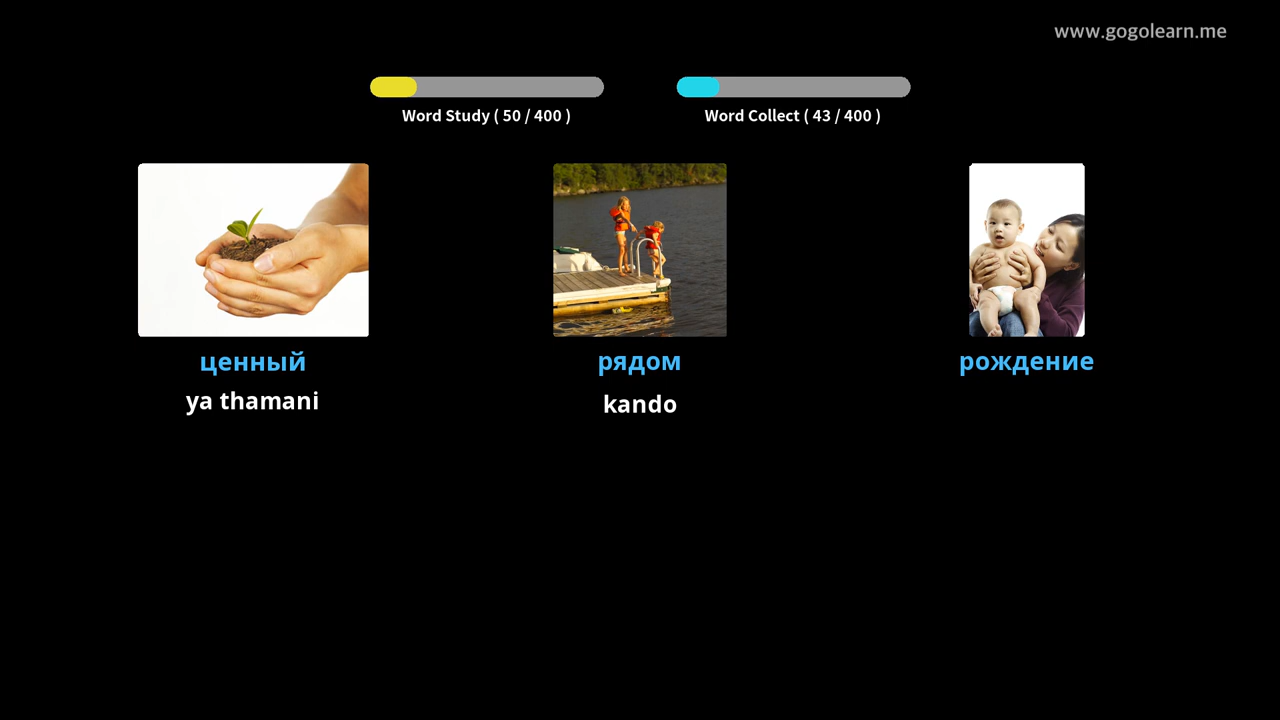 www.gogolearn.me
Word Study ( 50 / 400 )
Word Collect ( 43 / 400 )
ценный
рядом
рождение
ya thamani
kando